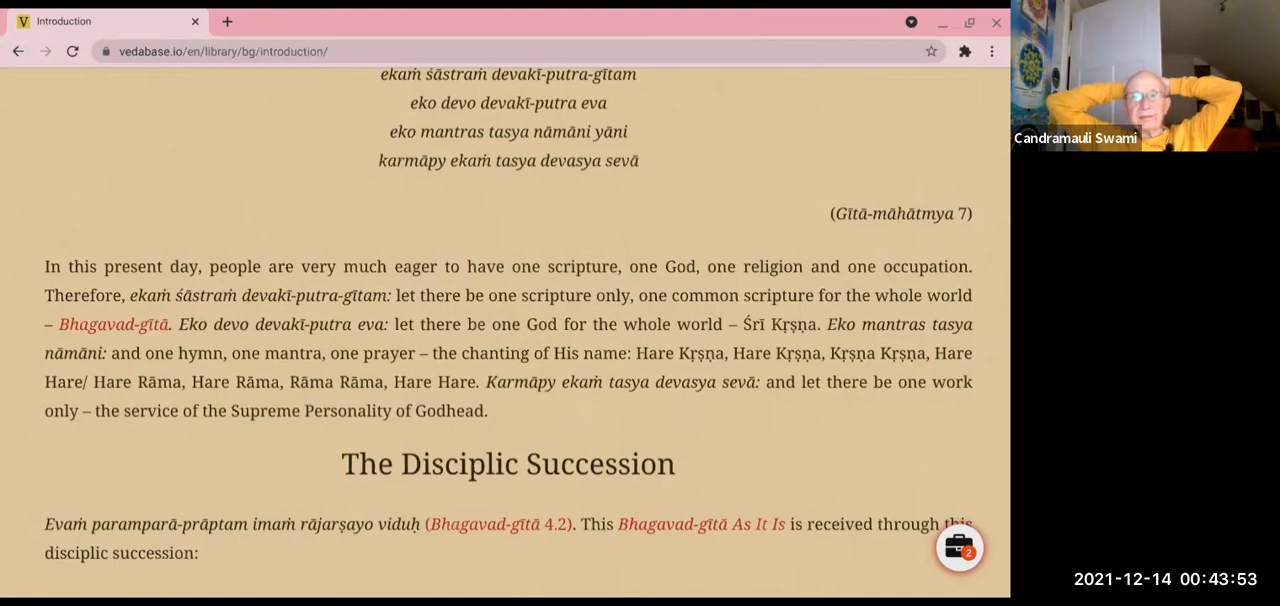 Introduction
vedabase.io/en/library/bg/introduction/
ekaṁ śāstraṁ devakī-putra-gītam
eko devo devakī-putra eva
eko mantras tasya nāmāni yāni
karmāpy ekaṁ tasya devasya sevā
(Gītā-māhātmya 7)
In this present day, people are very much eager to have one scripture, one God, one religion and one occupation.
Therefore, ekaṁ śāstraṁ devakī-putra-gītam: let there be one scripture only, one common scripture for the whole world
– Bhagavad-gītā. Eko devo devakī-putra eva: let there be one God for the whole world – Śrī Kṛṣṇa. Eko mantras tasya
nāmāni: and one hymn, one mantra, one prayer – the chanting of His name: Hare Kṛṣṇa, Hare Kṛṣṇa, Kṛṣṇa Kṛṣṇa, Hare
Hare/ Hare Rāma, Hare Rāma, Rāma Rāma, Hare Hare. Karmāpy ekaṁ tasya devasya sevā: and let there be one work
only – the service of the Supreme Personality of Godhead.
The Disciplic Succession
Evaṁ paramparā-prāptam imaṁ rājarṣayo viduḥ (Bhagavad-gītā 4.2). This Bhagavad-gītā As It Is is received through this
disciplic succession:
2
Candramauli Swami
2021-12-14 00:43:53